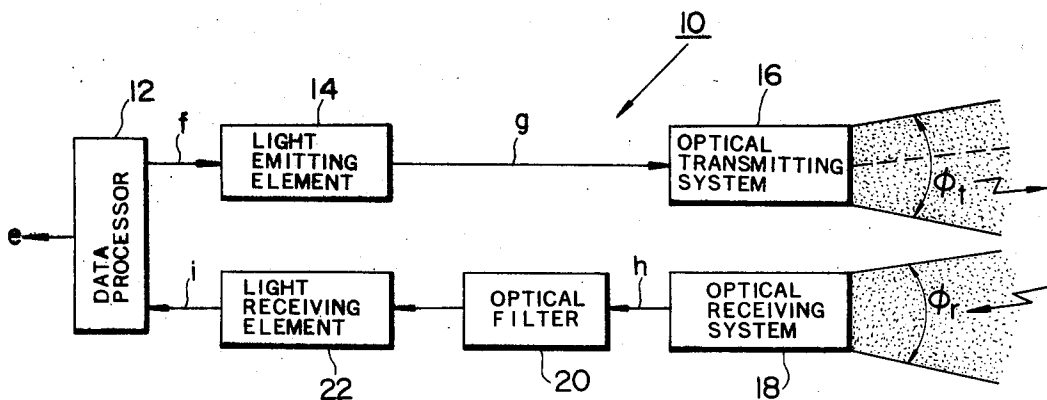 10
12
14
16
f
LIGHT
EMITTING
ELEMENT
g
OPTICAL
TRANSMITTING
SYSTEM
ϕt
e
DATA
PROCESSOR
i
LIGHT
RECEIVING
ELEMENT
OPTICAL
FILTER
h
OPTICAL
RECEIVING
SYSTEM
ϕr
22
20
18